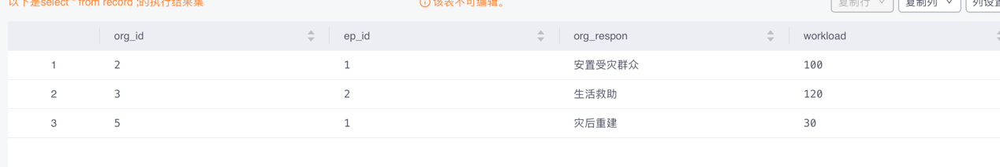 以下是select * from record ;的执行结果集 该表不可编辑。 复制行 复制列 列设置
org_id ep_id org_respon workload
1 2 1 安置受灾群众 100
2 3 2 生活救助 120
3 5 1 灾后重建 30